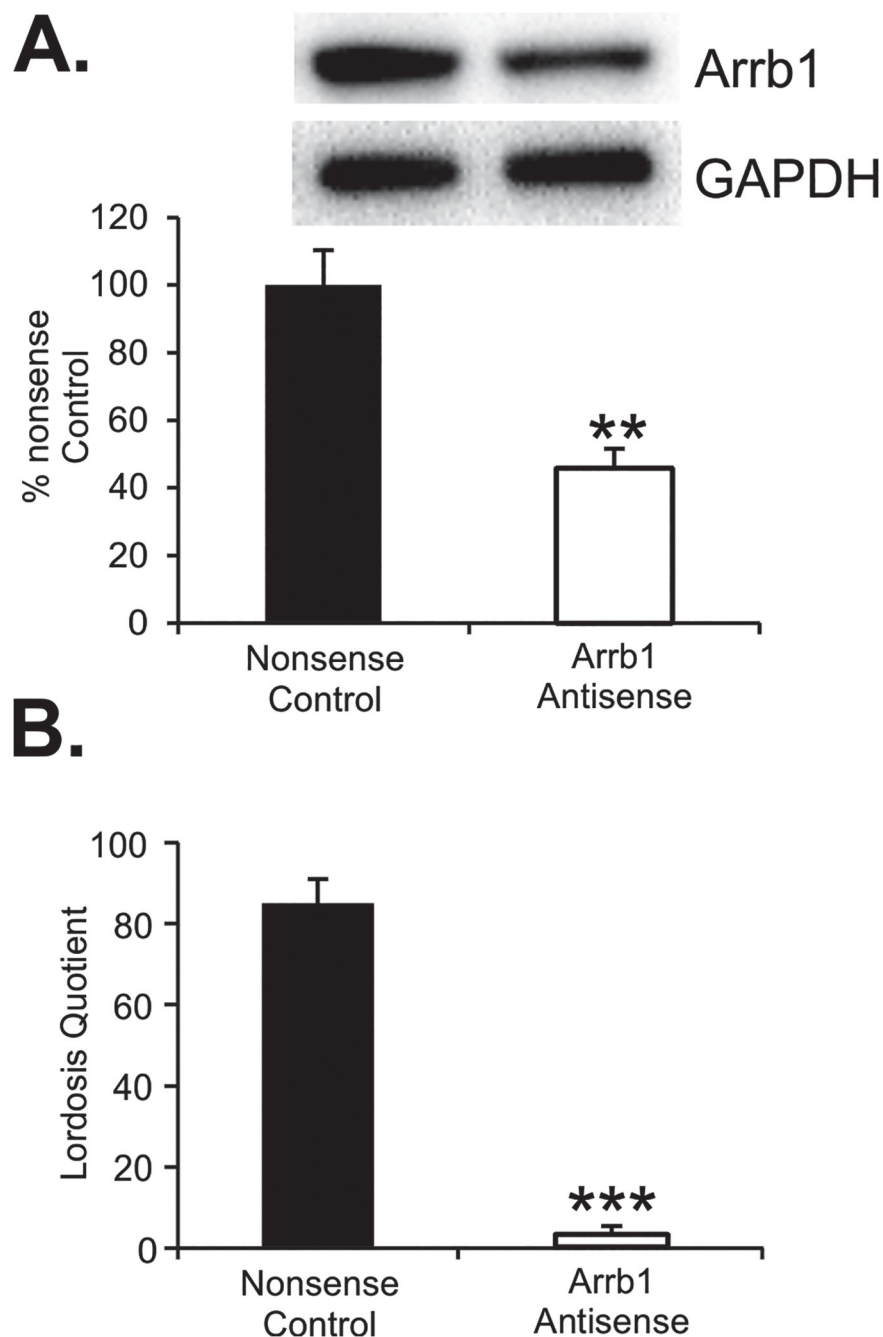 A.
Arrb1
GAPDH
% nonsense
Control
120
100
80
60
40
20
0
**
Nonsense
Control
Arrb1
Antisense
B.
Lordosis Quotient
100
80
60
40
20
0
***
Nonsense
Control
Arrb1
Antisense